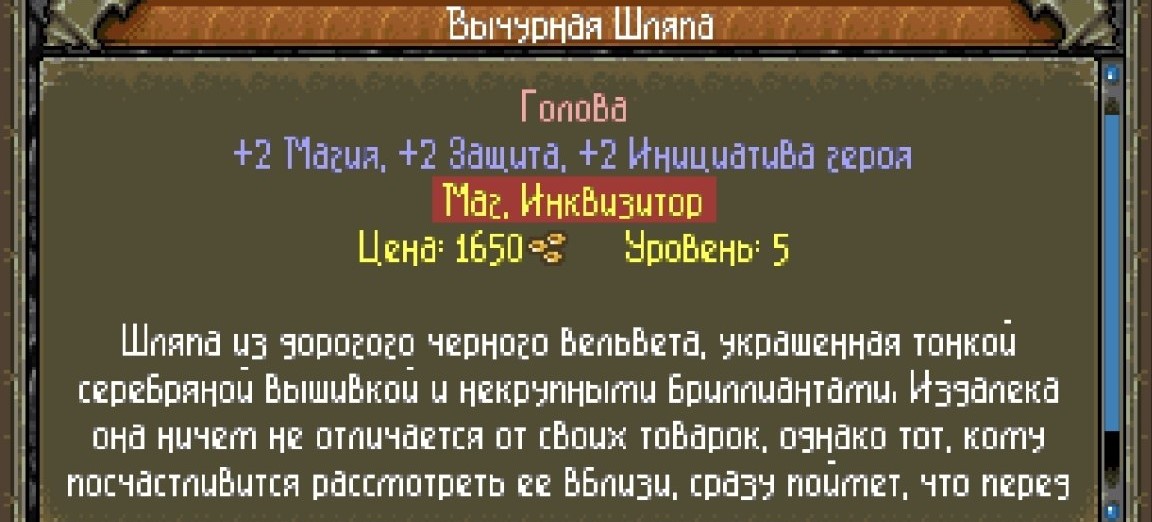 Вычурная Шляпа
Голова
+2 Магия, +2 Защита, +2 Инициатива героя
Маг, Инквизитор
Цена: 1650 Уровень: 5
Шляпа из дорогого черного вельвета, украшенная тонкой
серебряной вышивкой и некрупными бриллиантами. Издалека
она ничем не отличается от своих товарок, однако тот, кому
посчастливится рассмотреть ее вблизи, сразу поймет, что перед